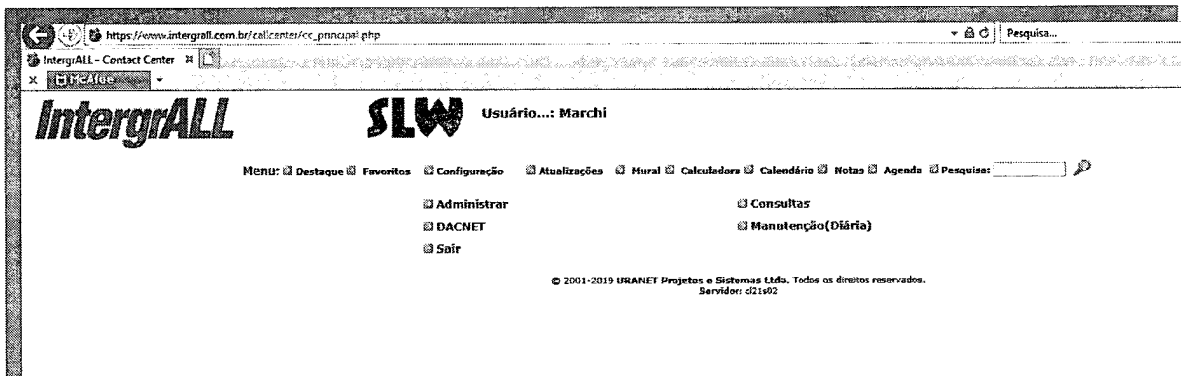 https://www.intergrall.com.br/callcenter/cc_principal.php Pesquisa...
IntergrALL - Contact Center
x McAfee
IntergrALL SLW Usuário...: Marchi
Menu: Destaque Favoritos Configuração Atualizações Mural Calculadora Calendário Notas Agenda Pesquisa:
Administrar Consultas
DACNET Manutenção(Diária)
Sair
© 2001-2019 URANET Projetos e Sistemas Ltda. Todos os direitos reservados.
Servidor: cl21s02